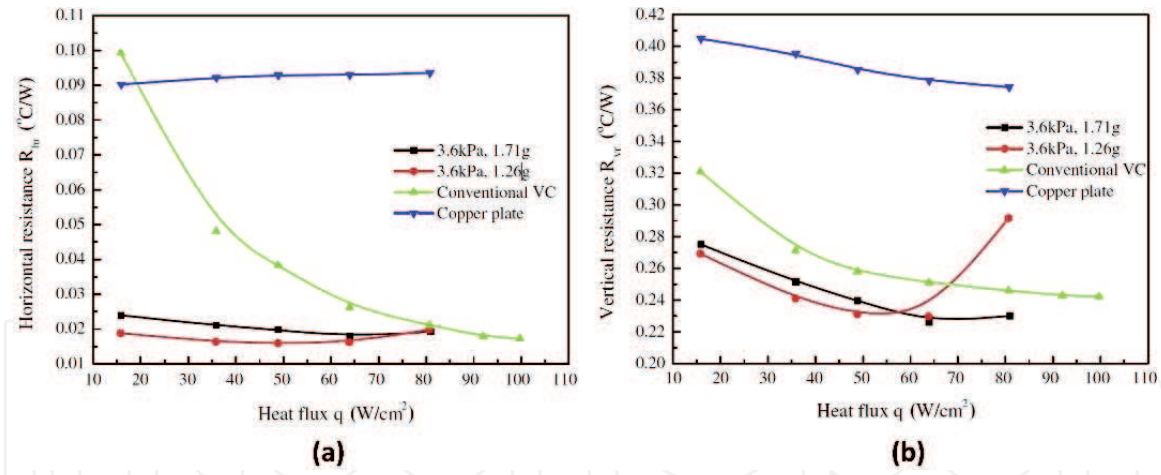 0.10
0.09
0.08
0.07
0.06
0.05
0.04
0.03
0.02
0.01
Horizontal resistance R_hr (°C/W)
3.6kPa, 1.71g
3.6kPa, 1.26g
Conventional VC
Copper plate
10 20 30 40 50 60 70 80 90 100 110
Heat flux q (W/cm²)
(a)
0.42
0.40
0.38
0.36
0.34
0.32
0.30
0.28
0.26
0.24
0.22
0.20
Vertical resistance R_vr (°C/W)
3.6kPa, 1.71g
3.6kPa, 1.26g
Conventional VC
Copper plate
10 20 30 40 50 60 70 80 90 100 110
Heat flux q (W/cm²)
(b)